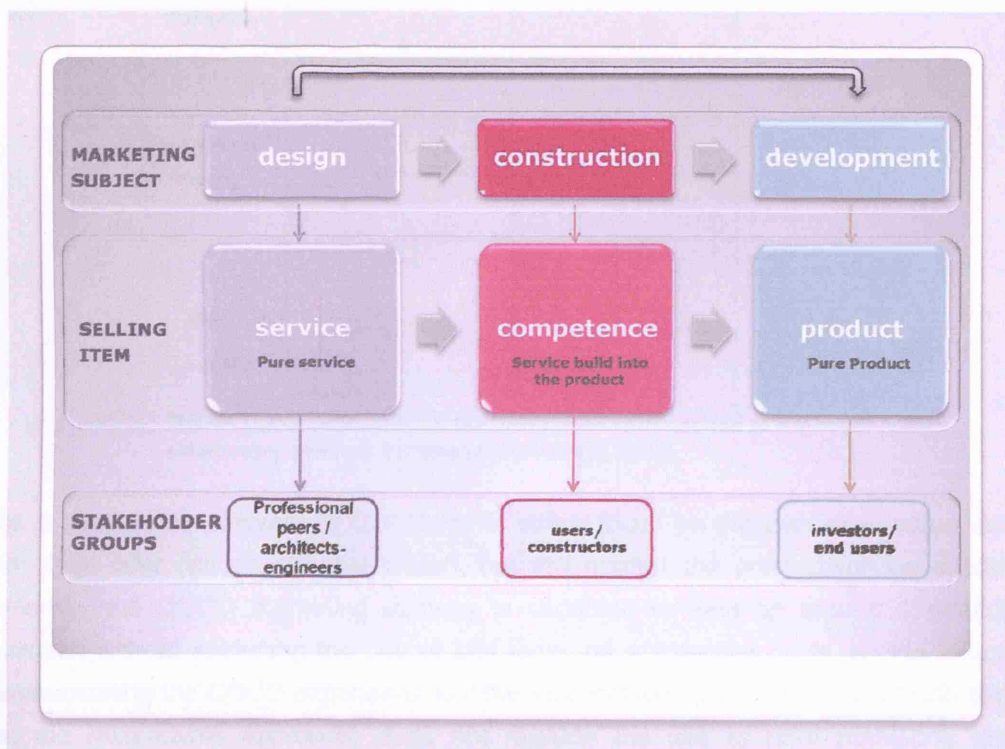 MARKETING
SUBJECT
design
construction
development
SELLING
ITEM
service
Pure service
competence
Service build into
the product
product
Pure Product
STAKEHOLDER
GROUPS
Professional
peers /
architects-
engineers
users/
constructors
investors/
end users